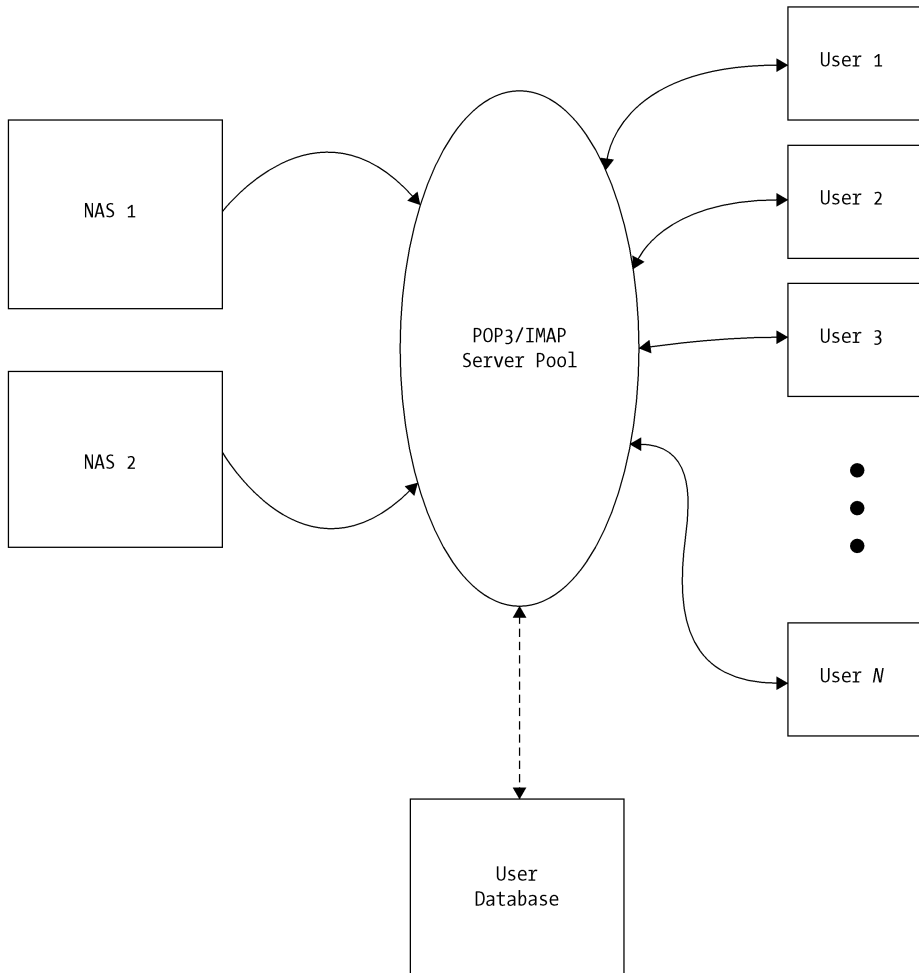 User 1
NAS 1
User 2
POP3/IMAP
Server Pool
User 3
NAS 2
User N
User
Database